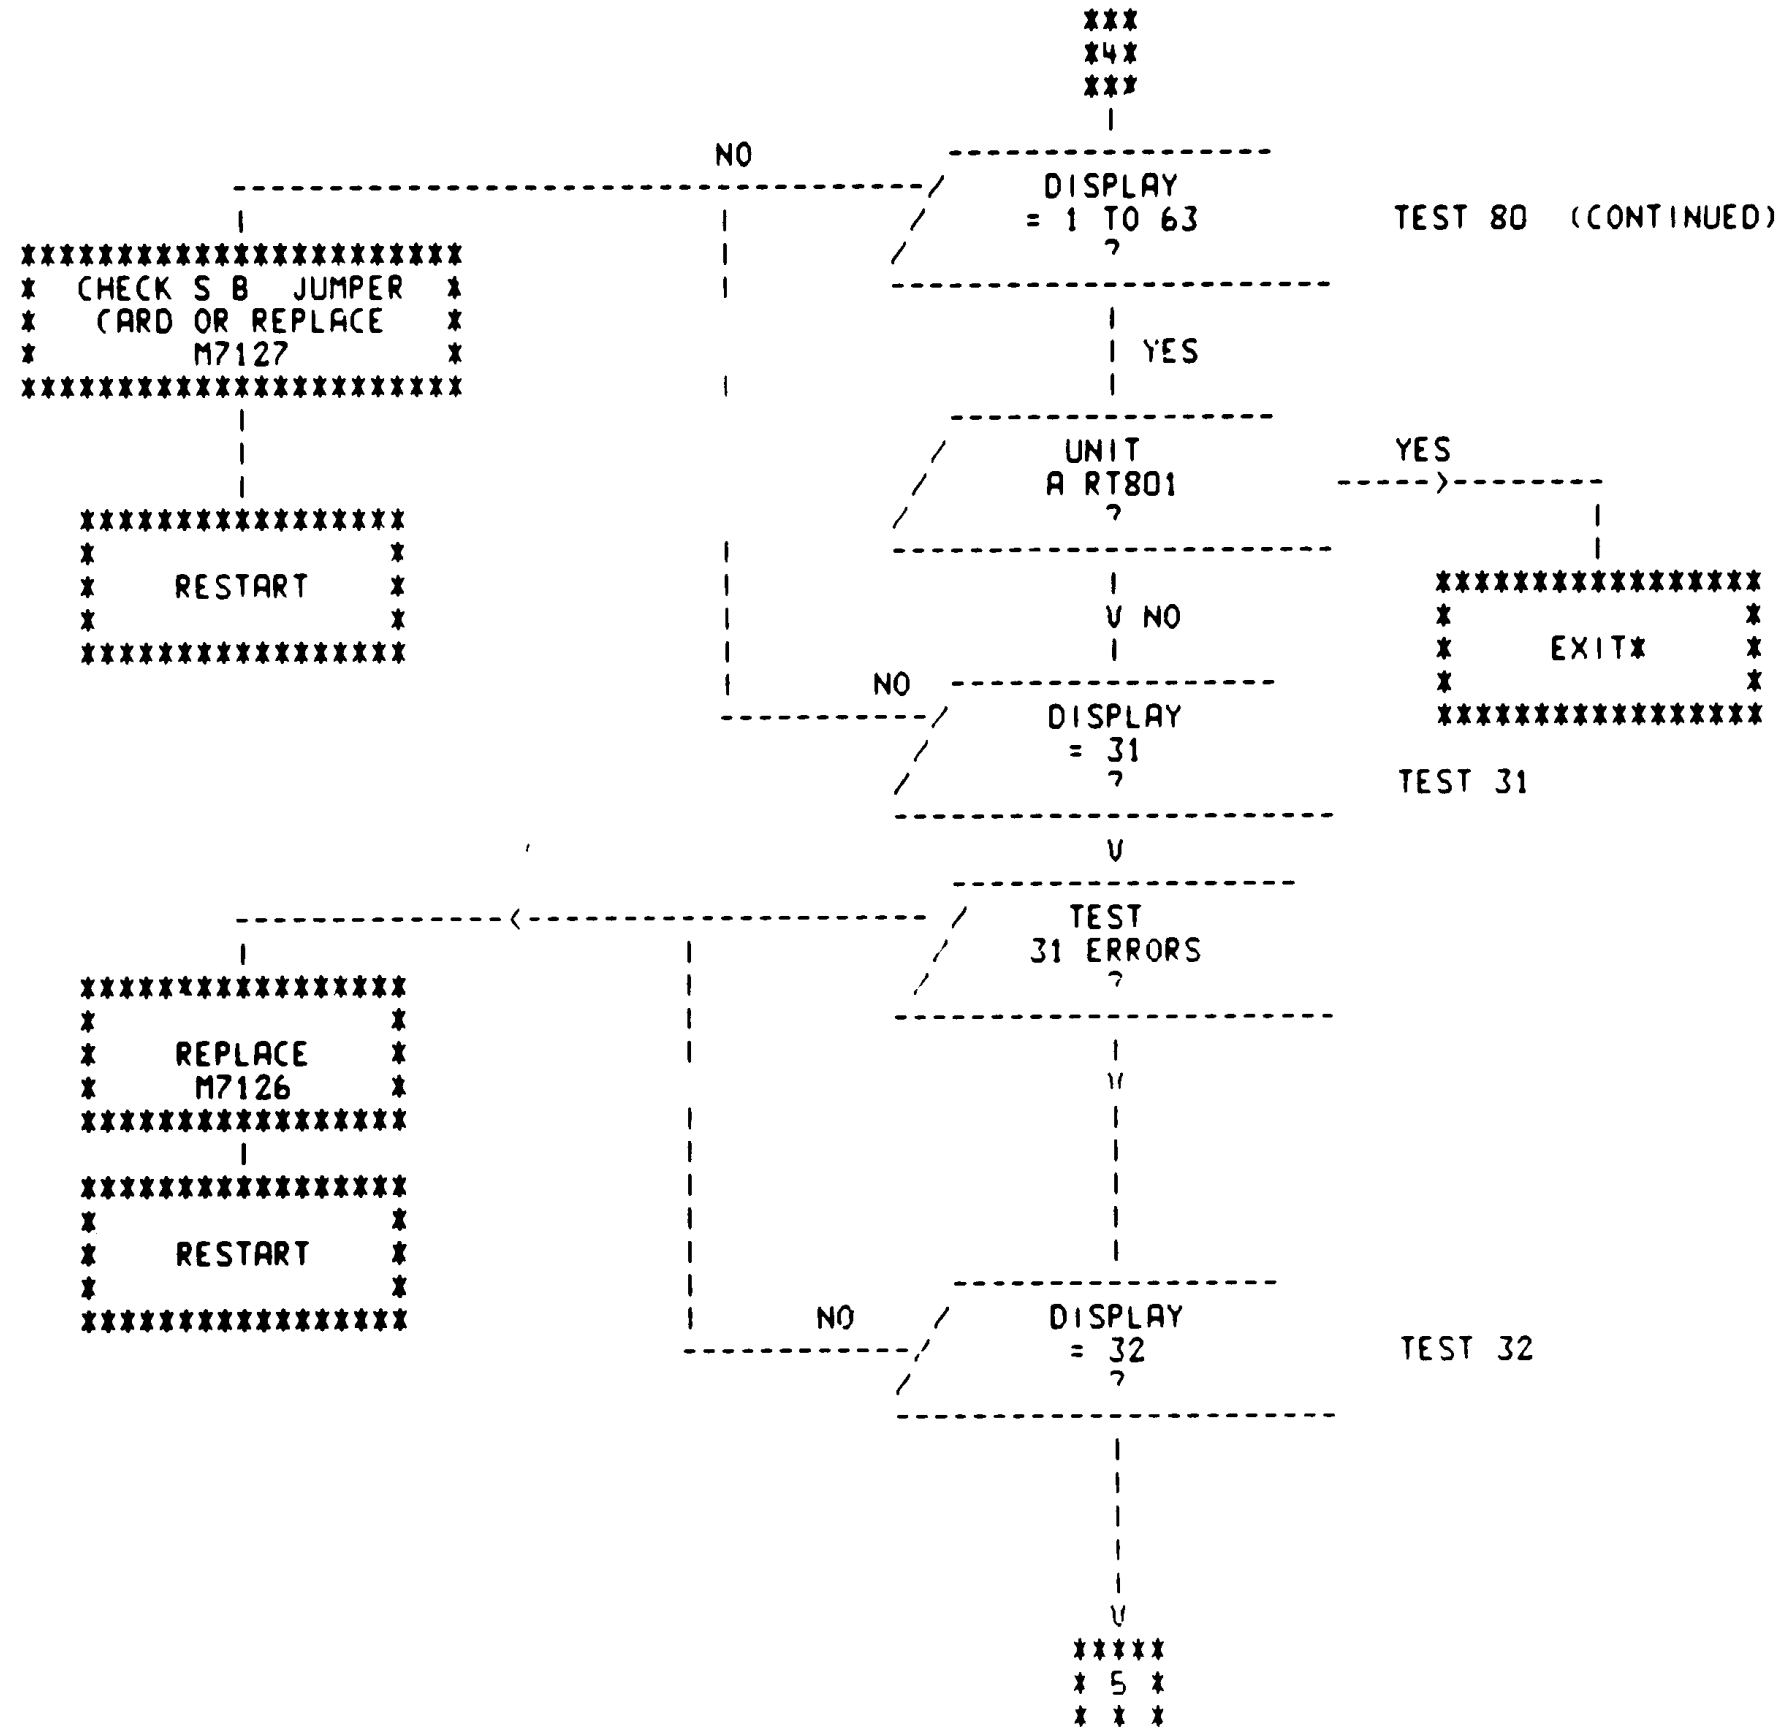 ***
*4*
***
NO
DISPLAY
= 1 TO 63
?
TEST 80 (CONTINUED)
***********************
* CHECK S B JUMPER *
* CARD OR REPLACE *
* M7127 *
***********************
YES
UNIT
A RT801
?
YES
*****************
* *
* RESTART *
* *
*****************
V NO
*****************
* *
* EXIT* *
* *
*****************
NO
DISPLAY
= 31
?
TEST 31
V
TEST
31 ERRORS
?
*****************
* *
* REPLACE *
* M7126 *
*****************
V
*****************
* *
* RESTART *
* *
*****************
NO
DISPLAY
= 32
?
TEST 32
V
*****
* 5 *
* * *